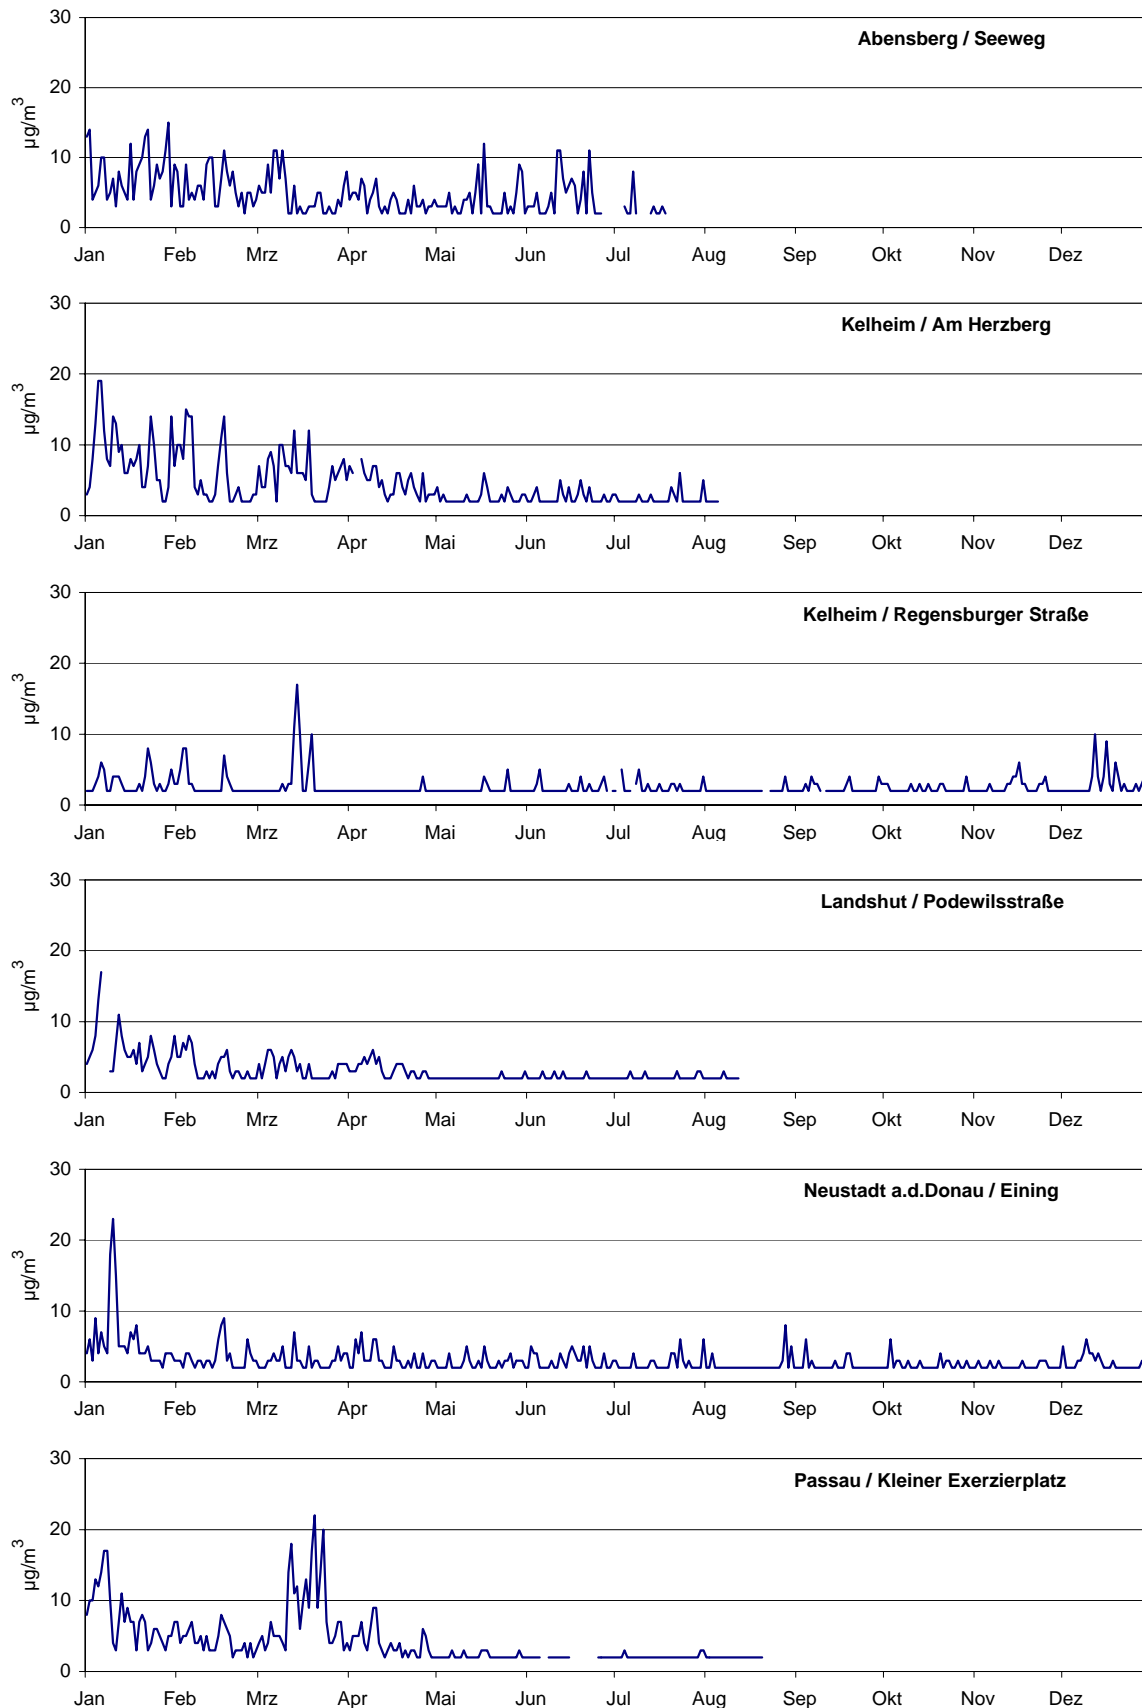 Abensberg / Seeweg
µg/m³
30
20
10
0
Jan Feb Mrz Apr Mai Jun Jul Aug Sep Okt Nov Dez
Kelheim / Am Herzberg
µg/m³
30
20
10
0
Jan Feb Mrz Apr Mai Jun Jul Aug Sep Okt Nov Dez
Kelheim / Regensburger Straße
µg/m³
30
20
10
0
Jan Feb Mrz Apr Mai Jun Jul Aug Sep Okt Nov Dez
Landshut / Podewilsstraße
µg/m³
30
20
10
0
Jan Feb Mrz Apr Mai Jun Jul Aug Sep Okt Nov Dez
Neustadt a.d.Donau / Eining
µg/m³
30
20
10
0
Jan Feb Mrz Apr Mai Jun Jul Aug Sep Okt Nov Dez
Passau / Kleiner Exerzierplatz
µg/m³
30
20
10
0
Jan Feb Mrz Apr Mai Jun Jul Aug Sep Okt Nov Dez